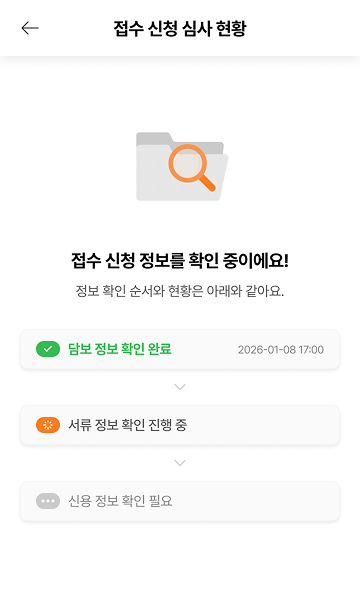 접수 신청 심사 현황
접수 신청 정보를 확인 중이에요!
정보 확인 순서와 현황은 아래와 같아요.
담보 정보 확인 완료 2026-01-08 17:00
서류 정보 확인 진행 중
신용 정보 확인 필요